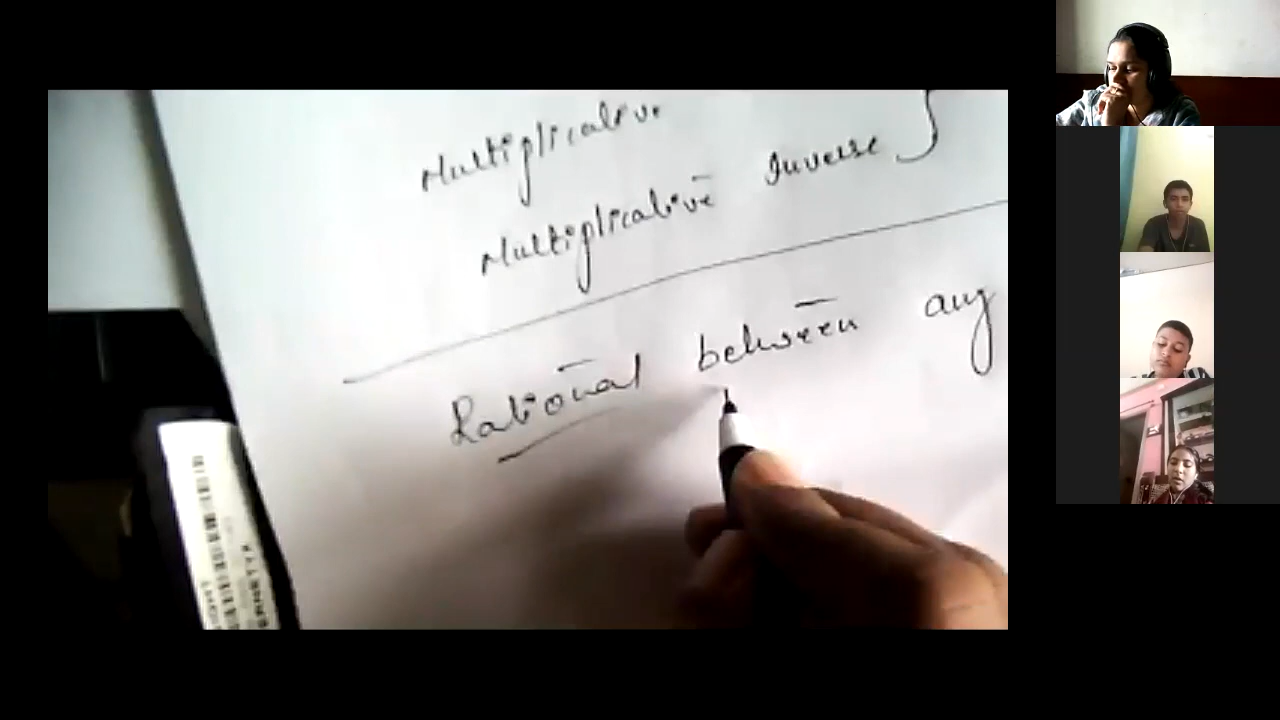 Multiplicative
Multiplicative Inverse }
Rational between any